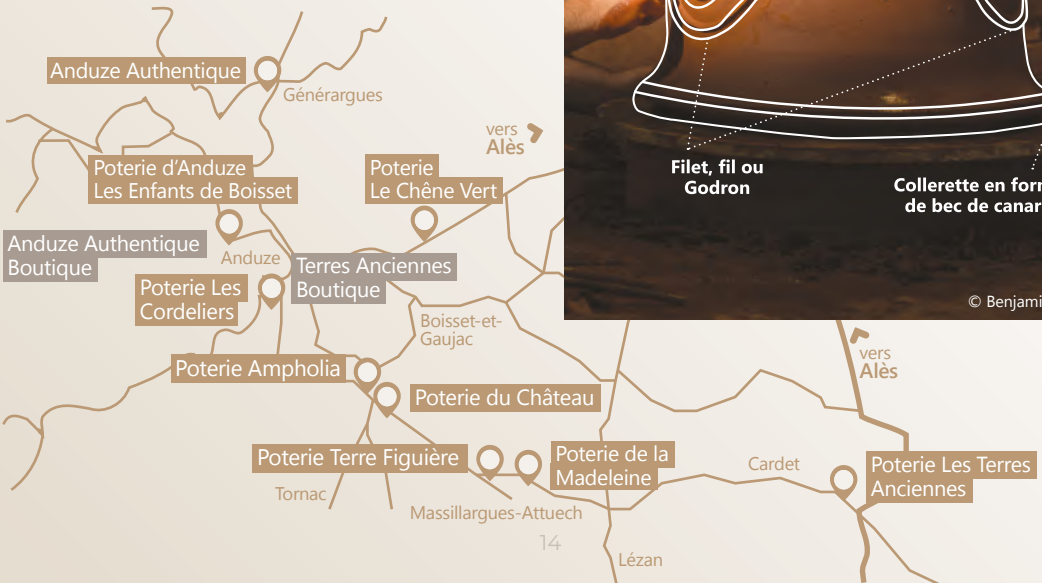 Anduze Authentique
Générargues
vers
Alès
Poterie d'Anduze
Les Enfants de Boisset
Poterie
Le Chêne Vert
Anduze Authentique
Boutique
Anduze
Terres Anciennes
Boutique
Poterie Les
Cordeliers
Boisset-et-
Gaujac
Poterie Ampholia
Poterie du Château
Poterie Terre Figuière
Poterie de la
Madeleine
Tornac
Massillargues-Attuech
Cardet
Poterie Les Terres
Anciennes
vers
Alès
Lézan
14
Filet, fil ou
Godron
Collerette en form
de bec de canar
© Benjami